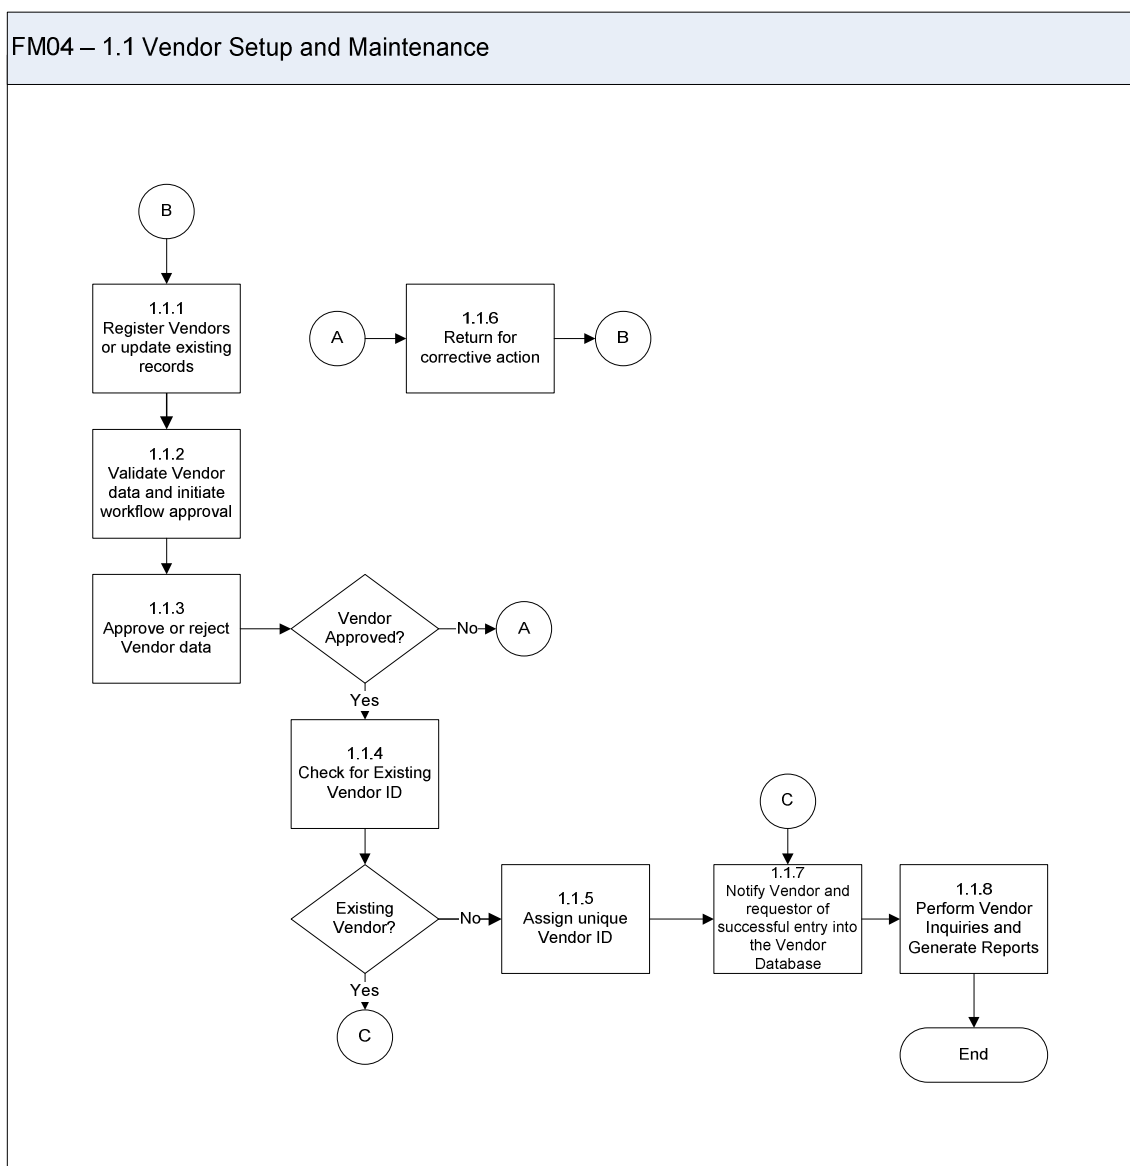 FM04 – 1.1 Vendor Setup and Maintenance
B
1.1.1
Register Vendors
or update existing
records
A
1.1.6
Return for
corrective action
B
1.1.2
Validate Vendor
data and initiate
workflow approval
1.1.3
Approve or reject
Vendor data
Vendor
Approved?
No
A
Yes
1.1.4
Check for Existing
Vendor ID
C
Existing
Vendor?
No
1.1.5
Assign unique
Vendor ID
1.1.7
Notify Vendor and
requestor of
successful entry into
the Vendor
Database
1.1.8
Perform Vendor
Inquiries and
Generate Reports
Yes
C
End